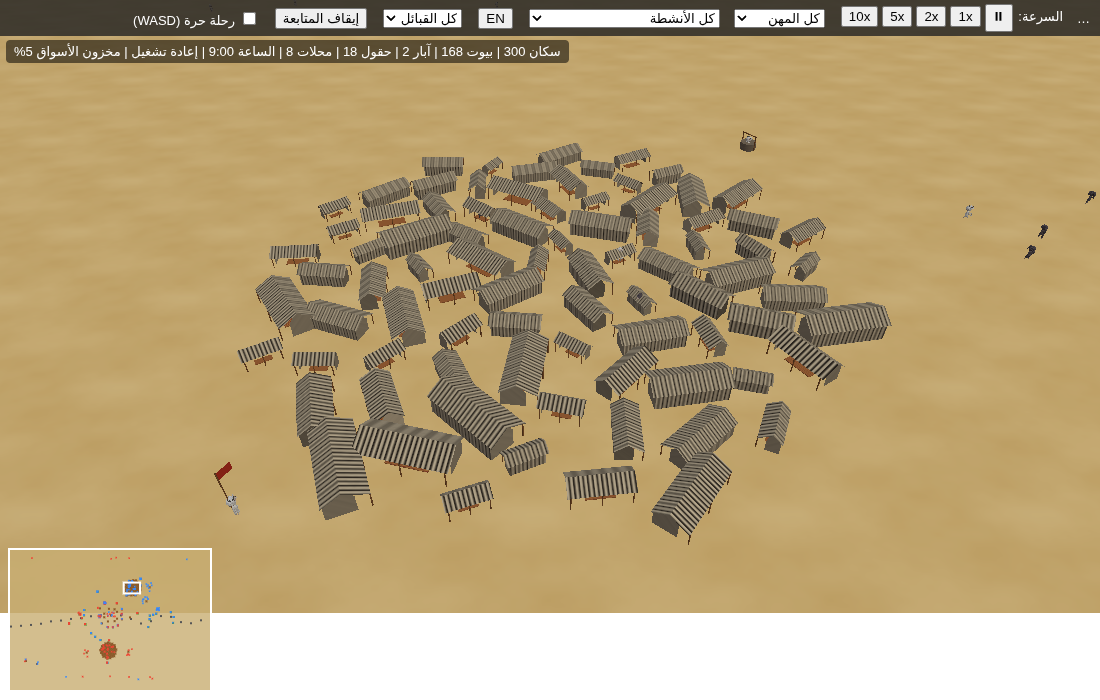 ... السرعة: ⏸ 1x 2x 5x 10x كل المهن كل الأنشطة EN كل القبائل إيقاف المتابعة رحلة حرة (WASD)
سكان 300 | بيوت 168 | آبار 2 | حقول 18 | محلات 8 | الساعة 9:00 | إعادة تشغيل | مخزون الأسواق 5%